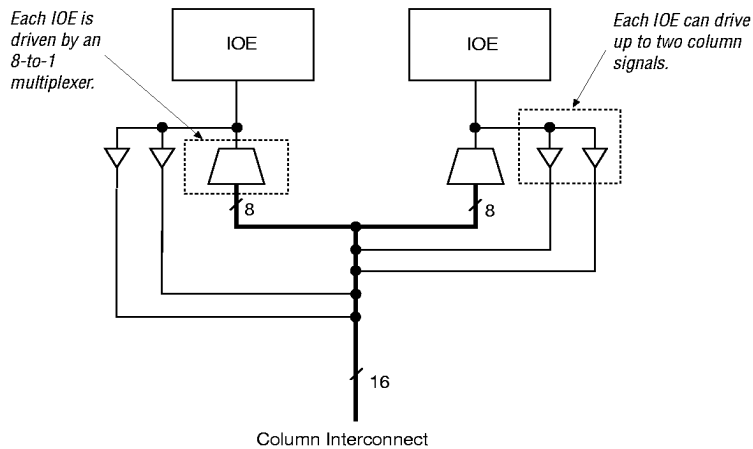 Each IOE is
driven by an
8-to-1
multiplexer.
IOE
IOE
Each IOE can drive
up to two column
signals.
8
8
16
Column Interconnect